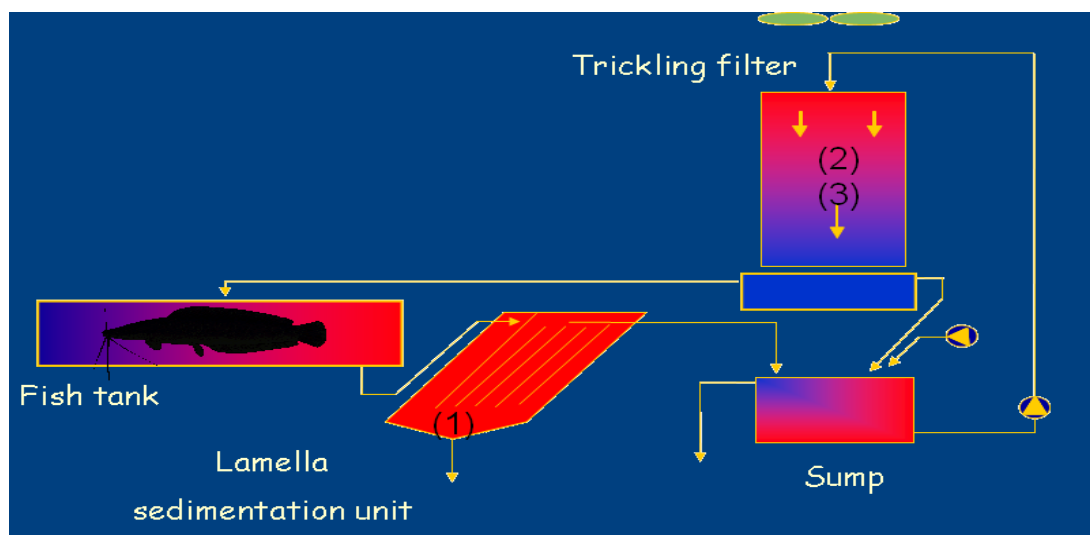 Trickling filter
(2)
(3)
Fish tank
(1)
Lamella
sedimentation unit
Sump